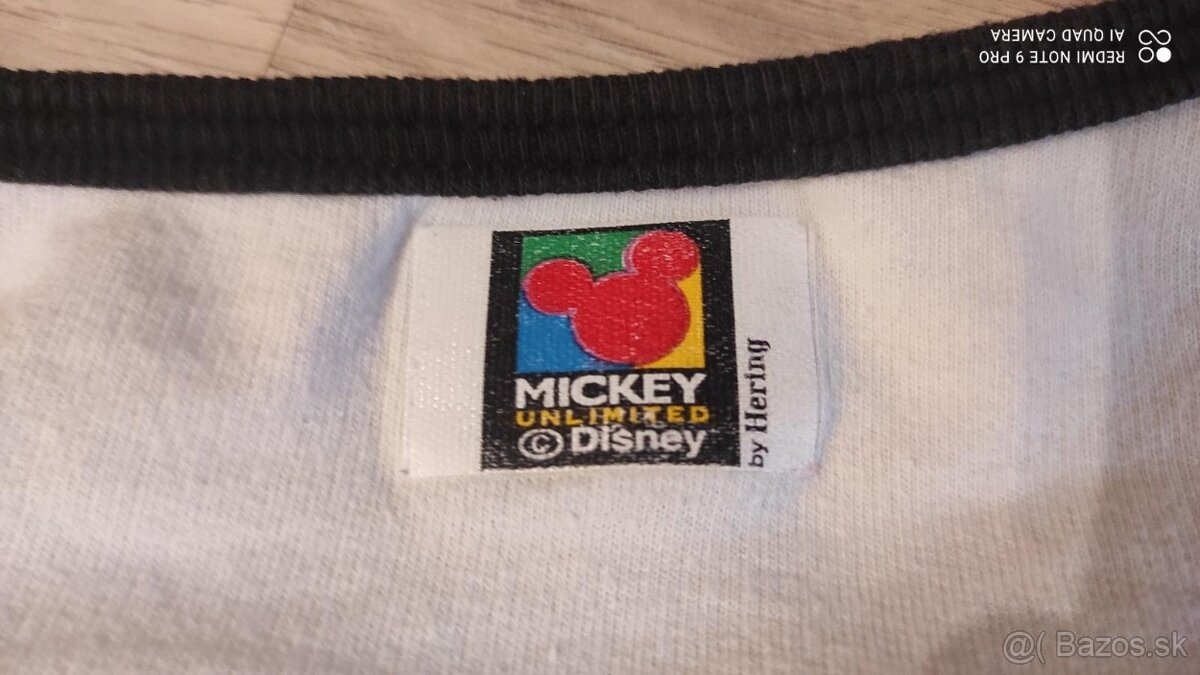 REDMI NOTE 9 PRO
AI QUAD CAMERA
MICKEY
UNLIMITED
© Disney
by Hering
@( Bazos.sk